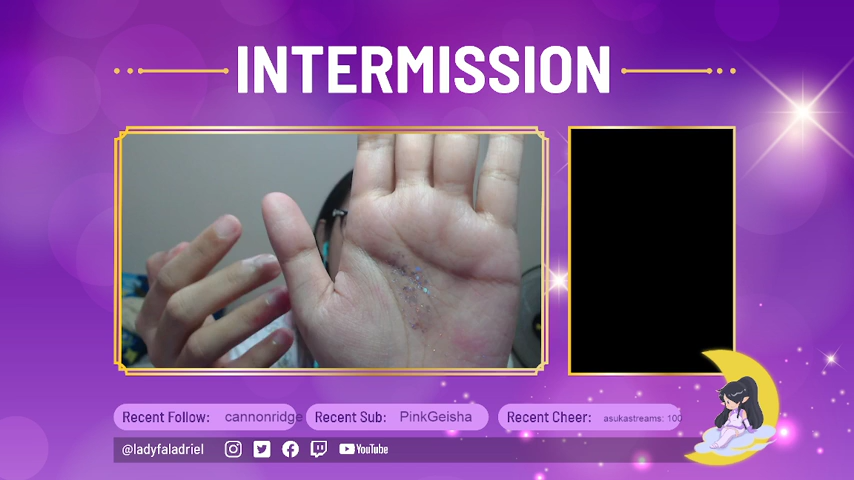 INTERMISSION
Recent Follow: cannonridge Recent Sub: PinkGeisha Recent Cheer: asukastreams: 100
@ladyfaladriel YouTube